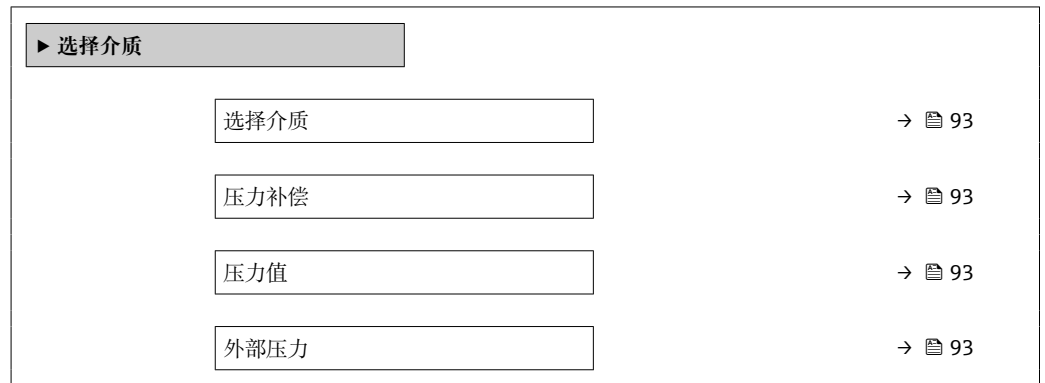 ▶ 选择介质
选择介质 → 🖹 93
压力补偿 → 🖹 93
压力值 → 🖹 93
外部压力 → 🖹 93